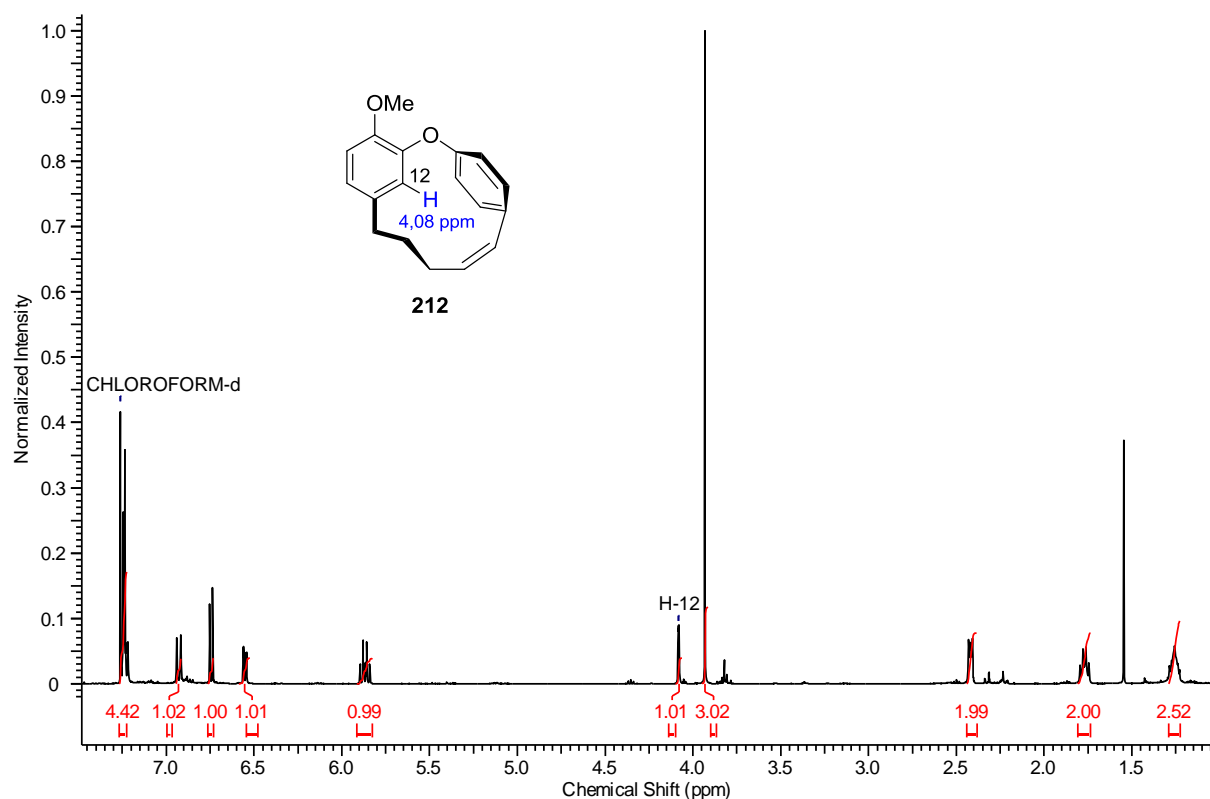 1.0
0.9
0.8
0.7
0.6
0.5
0.4
0.3
0.2
0.1
0
Normalized Intensity
OMe
O
12
H
4,08 ppm
212
CHLOROFORM-d
H-12
4.42 1.02 1.00 1.01 0.99 1.01 3.02 1.99 2.00 2.52
7.0 6.5 6.0 5.5 5.0 4.5 4.0 3.5 3.0 2.5 2.0 1.5
Chemical Shift (ppm)